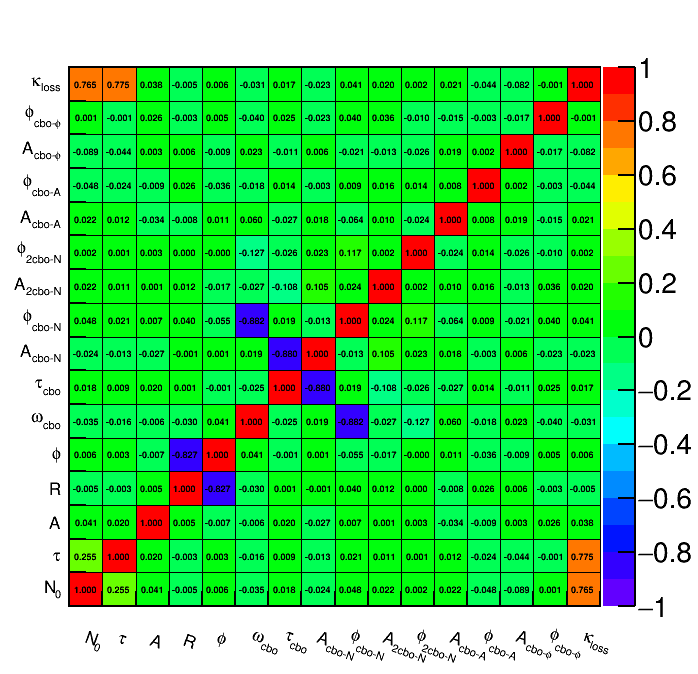 κloss 0.765 0.775 0.038 -0.005 0.006 -0.031 0.017 -0.023 0.041 0.020 0.002 0.021 -0.044 -0.082 -0.001 1.000
ϕcbo-ϕ 0.001 -0.001 0.026 -0.003 0.005 -0.040 0.025 -0.023 0.040 0.036 -0.010 -0.015 -0.003 -0.017 1.000 -0.001
Acbo-ϕ -0.089 -0.044 0.003 0.006 -0.009 0.023 -0.011 0.006 -0.021 -0.013 -0.026 0.019 0.002 1.000 -0.017 -0.082
ϕcbo-A -0.048 -0.024 -0.009 0.026 -0.036 -0.018 0.014 -0.003 0.009 0.016 0.014 0.008 1.000 0.002 -0.003 -0.044
Acbo-A 0.022 0.012 -0.034 -0.008 0.011 0.060 -0.027 0.018 -0.064 0.010 -0.024 1.000 0.008 0.019 -0.015 0.021
ϕ2cbo-N 0.002 0.001 0.003 0.000 -0.000 -0.127 -0.026 0.023 0.117 0.002 1.000 -0.024 0.014 -0.026 -0.010 0.002
A2cbo-N 0.022 0.011 0.001 0.012 -0.017 -0.027 -0.108 0.105 0.024 1.000 0.002 0.010 0.016 -0.013 0.036 0.020
ϕcbo-N 0.048 0.021 0.007 0.040 -0.055 -0.862 0.019 -0.013 1.000 0.024 0.117 -0.064 0.009 -0.021 0.040 0.041
Acbo-N -0.024 -0.013 -0.027 -0.001 0.001 0.019 -0.880 1.000 -0.013 0.105 0.023 0.018 -0.003 0.006 -0.023 -0.023
τcbo 0.018 0.009 0.020 0.001 -0.001 -0.025 1.000 -0.880 0.019 -0.108 -0.026 -0.027 0.014 -0.011 0.025 0.017
ωcbo -0.035 -0.016 -0.006 -0.030 0.041 1.000 -0.025 0.019 -0.862 -0.027 -0.127 0.060 -0.018 0.023 -0.040 -0.031
ϕ 0.006 0.003 -0.007 -0.827 1.000 0.041 -0.001 0.001 -0.055 -0.017 -0.000 0.011 -0.036 -0.009 0.005 0.006
R -0.005 -0.003 0.005 1.000 -0.827 -0.030 0.001 -0.001 0.040 0.012 0.000 -0.008 0.026 0.006 -0.003 -0.005
A 0.041 0.020 1.000 0.005 -0.007 -0.006 0.020 -0.027 0.007 0.001 0.003 -0.034 -0.009 0.003 0.026 0.038
τ 0.255 1.000 0.020 -0.003 0.003 -0.016 0.009 -0.013 0.021 0.011 0.001 0.012 -0.024 -0.044 -0.001 0.775
N0 1.000 0.255 0.041 -0.005 0.006 -0.035 0.018 -0.024 0.048 0.022 0.002 0.022 -0.048 -0.089 0.001 0.765
N0 τ A R ϕ ωcbo τcbo Acbo-N ϕcbo-N A2cbo-N ϕ2cbo-N Acbo-A ϕcbo-A Acbo-ϕ ϕcbo-ϕ κloss
1
0.8
0.6
0.4
0.2
0
−0.2
−0.4
−0.6
−0.8
−1